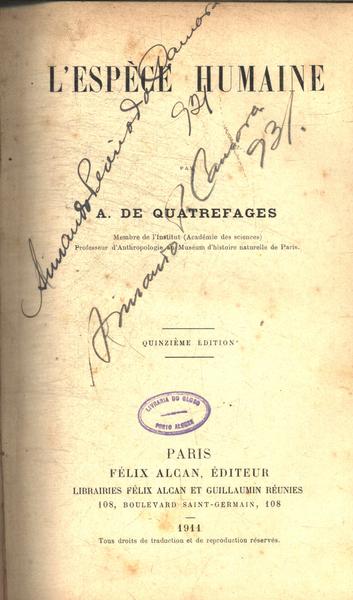 L'ESPÈCE HUMAINE
931
PAR
931.
A. DE QUATREFAGES
Membre de l'Institut (Académie des sciences)
Professeur d'Anthropologie au Muséum d'histoire naturelle de Paris.
QUINZIÈME ÉDITION
LIVRARIA DO GLOBO
PORTO ALEGRE
PARIS
FÉLIX ALCAN, ÉDITEUR
LIBRAIRIES FÉLIX ALCAN ET GUILLAUMIN RÉUNIES
108, BOULEVARD SAINT-GERMAIN, 108
1911
Tous droits de traduction et de reproduction réservés.